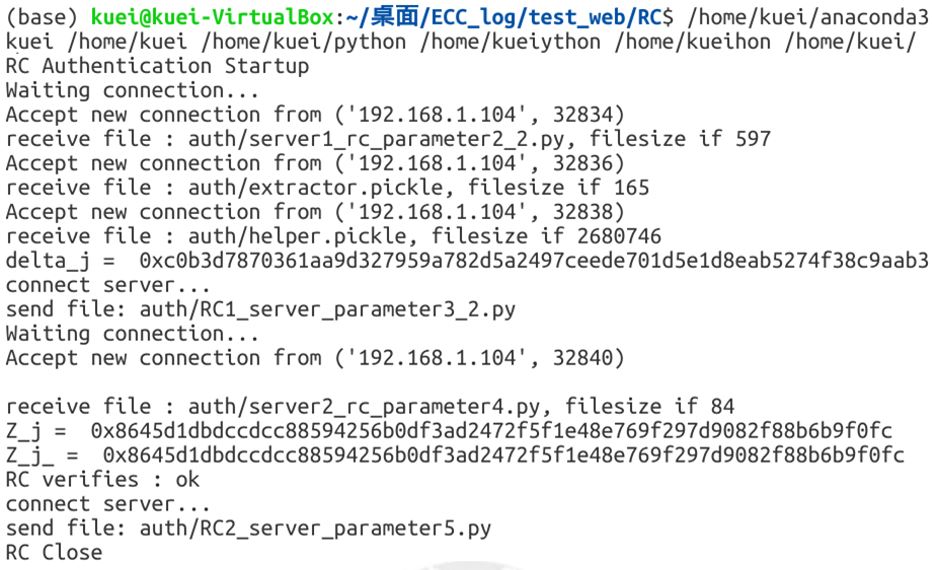 (base) kuei@kuei-VirtualBox:~/桌面/ECC_log/test_web/RC$ /home/kuei/anaconda3
kuei /home/kuei /home/kuei/python /home/kueiython /home/kueihon /home/kuei/
RC Authentication Startup
Waiting connection...
Accept new connection from ('192.168.1.104', 32834)
receive file : auth/server1_rc_parameter2_2.py, filesize if 597
Accept new connection from ('192.168.1.104', 32836)
receive file : auth/extractor.pickle, filesize if 165
Accept new connection from ('192.168.1.104', 32838)
receive file : auth/helper.pickle, filesize if 2680746
delta_j =  0xc0b3d7870361aa9d327959a782d5a2497ceede701d5e1d8eab5274f38c9aab3
connect server...
send file: auth/RC1_server_parameter3_2.py
Waiting connection...
Accept new connection from ('192.168.1.104', 32840)
receive file : auth/server2_rc_parameter4.py, filesize if 84
Z_j =  0x8645d1dbdccdcc88594256b0df3ad2472f5f1e48e769f297d9082f88b6b9f0fc
Z_j_ =  0x8645d1dbdccdcc88594256b0df3ad2472f5f1e48e769f297d9082f88b6b9f0fc
RC verifies : ok
connect server...
send file: auth/RC2_server_parameter5.py
RC Close